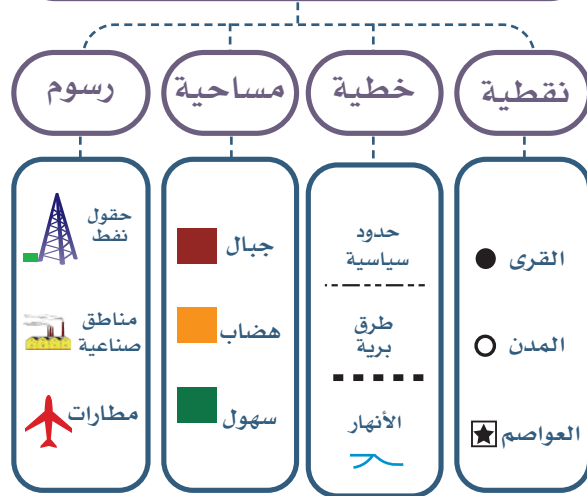 نقطية
خطية
مساحية
رسوم
القرى
المدن
العواصم
حدود
سياسية
طرق
برية
الأنهار
جبال
هضاب
سهول
حقول
نفط
مناطق
صناعية
مطارات